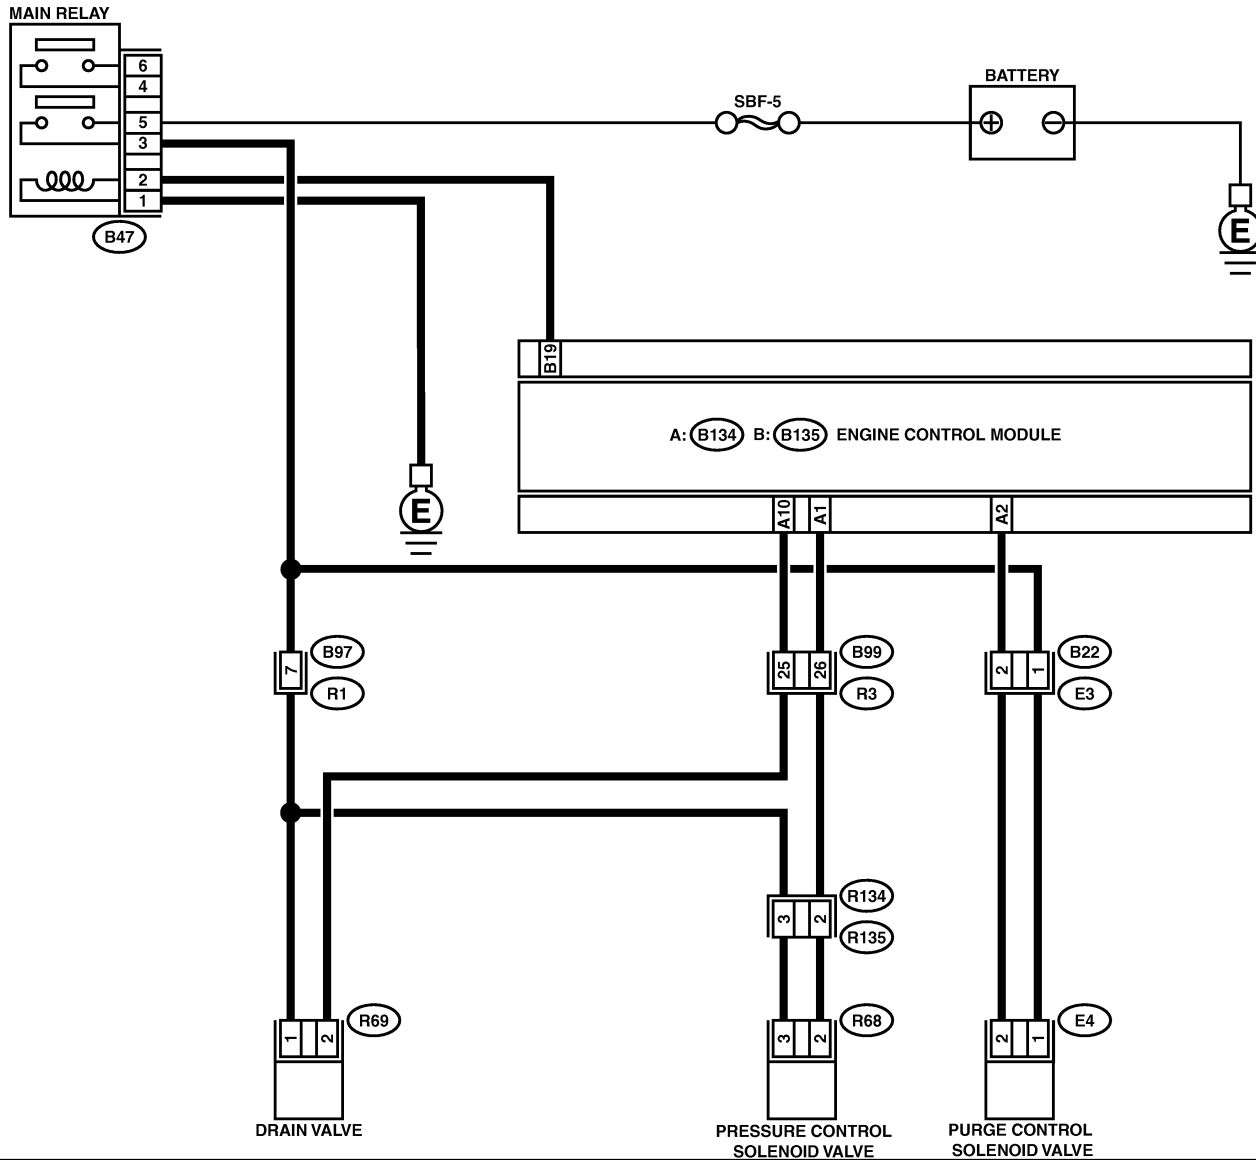 MAIN RELAY
6
4
5
3
2
1
B47
SBF-5
BATTERY
E
B19
A: B134 B: B135 ENGINE CONTROL MODULE
A10 A1 A2
E
7
B97
R1
25 26
B99
R3
2 1
B22
E3
3 2
R134
R135
1 2
R69
3 2
R68
2 1
E4
DRAIN VALVE
PRESSURE CONTROL
SOLENOID VALVE
PURGE CONTROL
SOLENOID VALVE